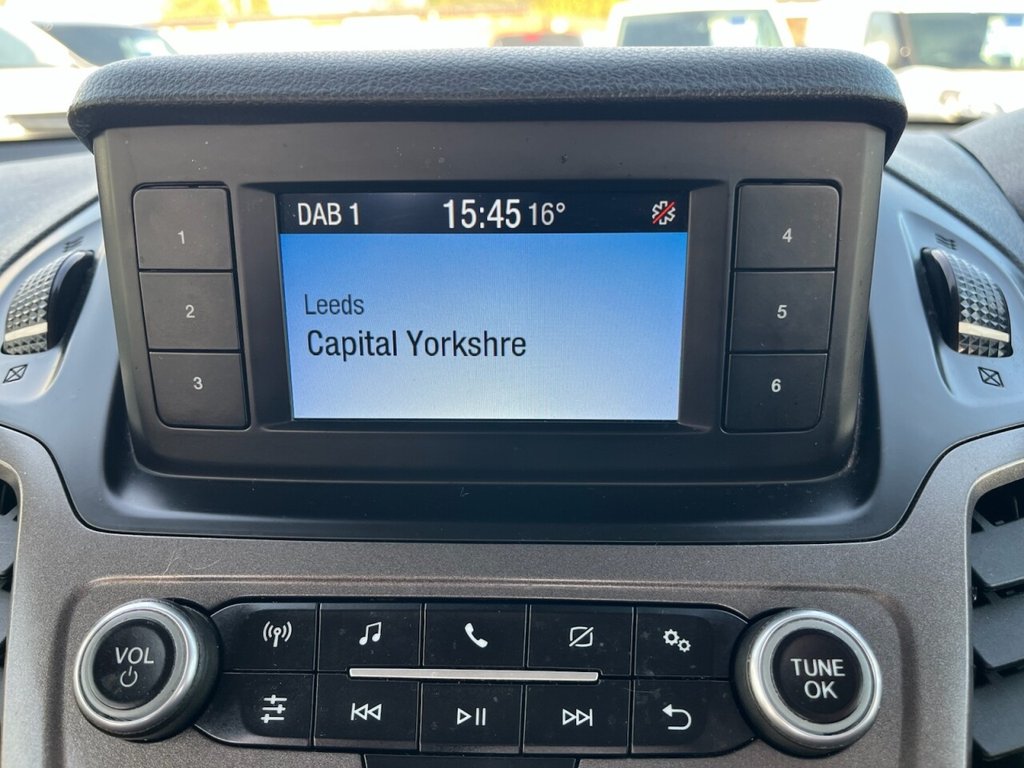 DAB 1 15:45 16°
1
4
Leeds
2
5
Capital Yorkshre
3
6
VOL
TUNE
OK